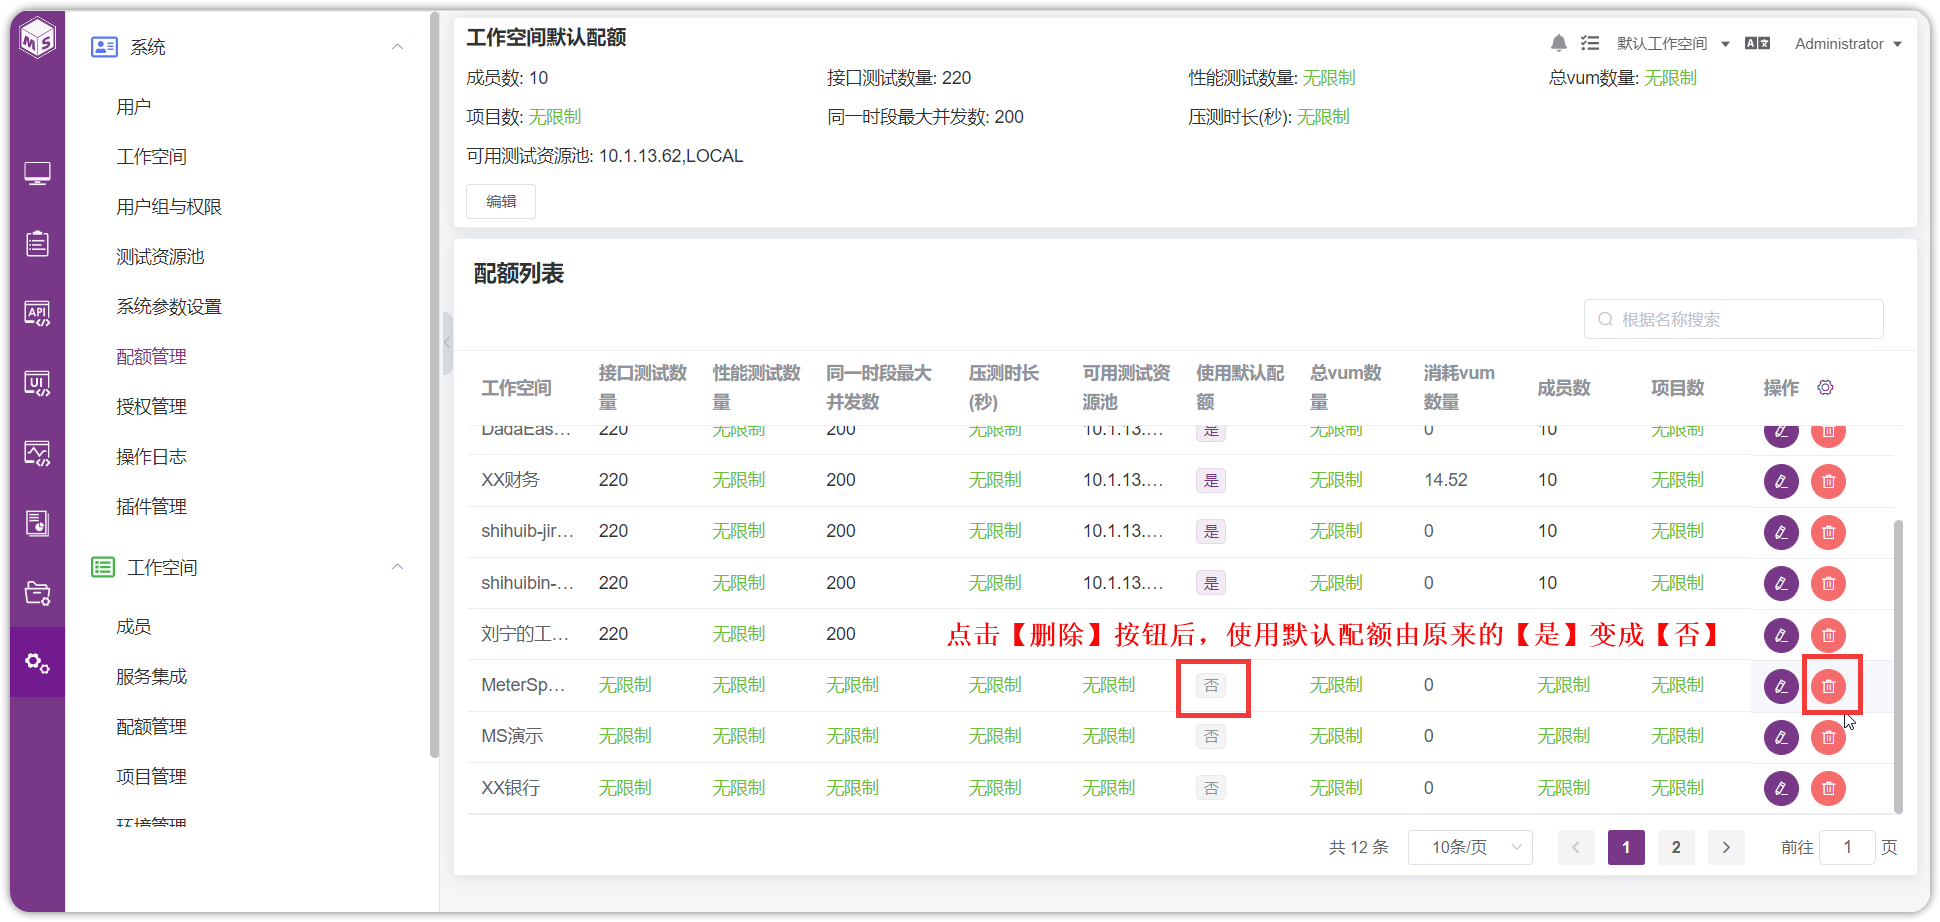 MS
系统
用户
工作空间
用户组与权限
测试资源池
系统参数设置
配额管理
授权管理
操作日志
插件管理
工作空间
成员
服务集成
配额管理
项目管理
环境管理
API
UI
工作空间默认配额
默认工作空间
Administrator
成员数: 10 接口测试数量: 220 性能测试数量: 无限制 总vum数量: 无限制
项目数: 无限制 同一时段最大并发数: 200 压测时长(秒): 无限制
可用测试资源池: 10.1.13.62,LOCAL
编辑
配额列表
根据名称搜索
工作空间 接口测试数量 性能测试数量 同一时段最大并发数 压测时长(秒) 可用测试资源池 使用默认配额 总vum数量 消耗vum数量 成员数 项目数 操作
DadaEas... 220 无限制 200 无限制 10.1.13.... 是 无限制 0 10 无限制
XX财务 220 无限制 200 无限制 10.1.13.... 是 无限制 14.52 10 无限制
shihuib-jir... 220 无限制 200 无限制 10.1.13.... 是 无限制 0 10 无限制
shihuibin-... 220 无限制 200 无限制 10.1.13.... 是 无限制 0 10 无限制
刘宁的工... 220 无限制 200
点击【删除】按钮后，使用默认配额由原来的【是】变成【否】
MeterSp... 无限制 无限制 无限制 无限制 无限制 否 无限制 0 无限制 无限制
MS演示 无限制 无限制 无限制 无限制 无限制 否 无限制 0 无限制 无限制
XX银行 无限制 无限制 无限制 无限制 无限制 否 无限制 0 无限制 无限制
共 12 条 10条/页 1 2 前往 1 页